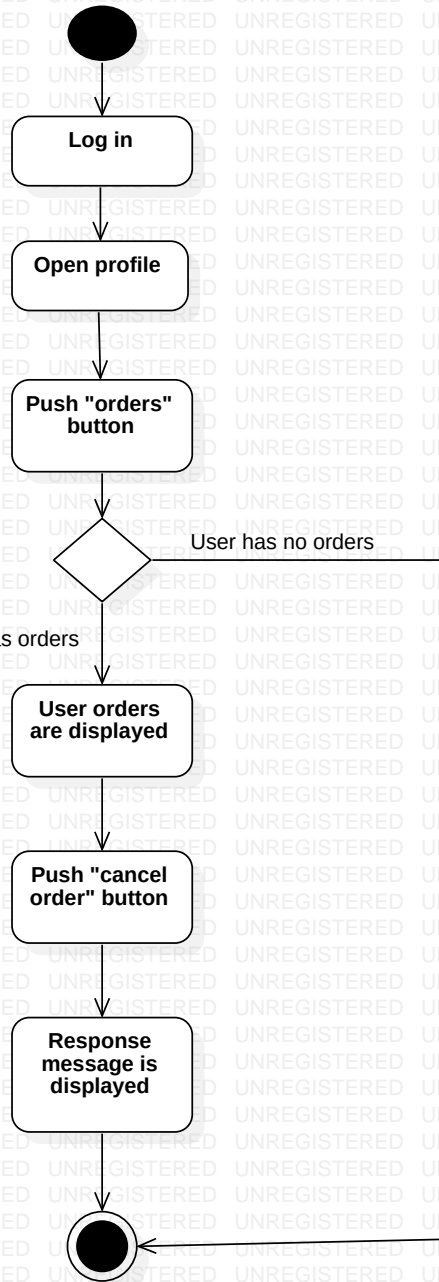 Log in
Open profile
Push "orders"
button
User has no orders
s orders
User orders
are displayed
Push "cancel
order" button
Response
message is
displayed
UNREGISTERED